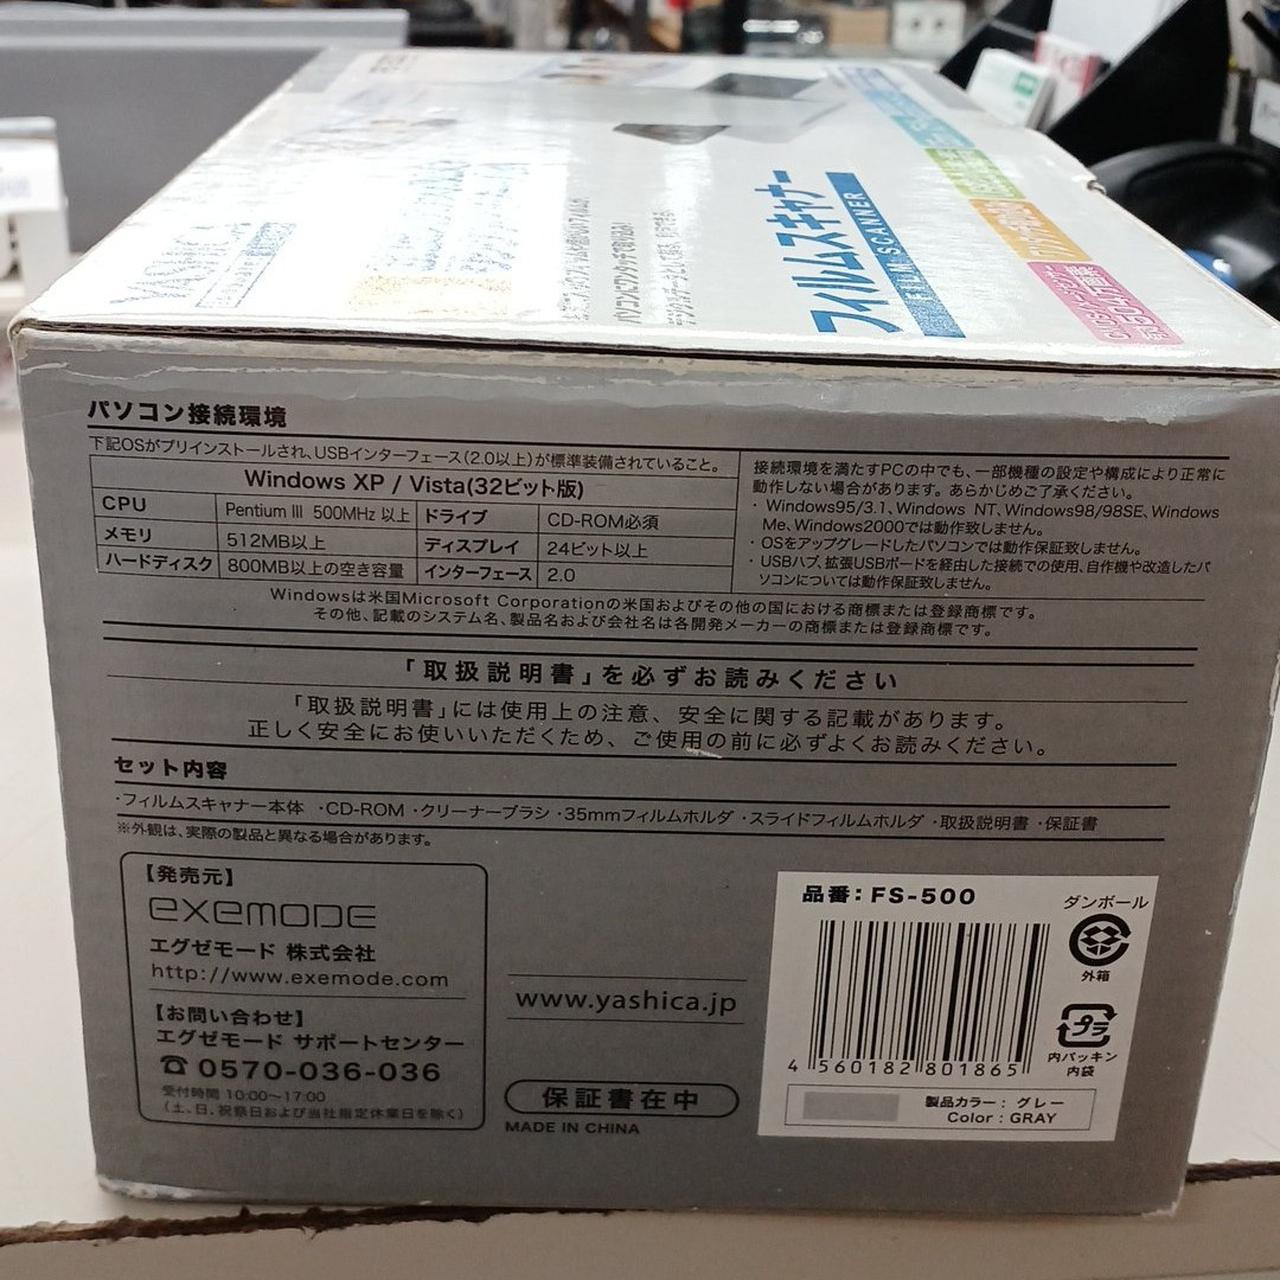 YASHICA
フィルムスキャナー
FILM SCANNER
パソコンにワンタッチで取り込み!
パソコン接続環境
下記OSがプリインストールされ、USBインターフェース(2.0以上)が標準装備されていること。
Windows XP / Vista(32ビット版)
CPU Pentium III 500MHz 以上 ドライブ CD-ROM必須
メモリ 512MB以上 ディスプレイ 24ビット以上
ハードディスク 800MB以上の空き容量 インターフェース 2.0
接続環境を満たすPCの中でも、一部機種の設定や構成により正常に
動作しない場合があります。あらかじめご了承ください。
・Windows95/3.1、Windows NT、Windows98/98SE、Windows
Me、Windows2000では動作致しません。
・OSをアップグレードしたパソコンでは動作保証致しません。
・USBハブ、拡張USBボードを経由した接続での使用、自作機や改造したパ
ソコンについては動作保証致しません。
Windowsは米国Microsoft Corporationの米国およびその他の国における商標または登録商標です。
その他、記載のシステム名、製品名および会社名は各開発メーカーの商標または登録商標です。
「取扱説明書」を必ずお読みください
「取扱説明書」には使用上の注意、安全に関する記載があります。
正しく安全にお使いいただくため、ご使用の前に必ずよくお読みください。
セット内容
・フィルムスキャナー本体 ・CD-ROM ・クリーナーブラシ ・35mmフィルムホルダ ・スライドフィルムホルダ ・取扱説明書 ・保証書
※外観は、実際の製品と異なる場合があります。
【発売元】
exemode
エグゼモード 株式会社
http://www.exemode.com
【お問い合わせ】
エグゼモード サポートセンター
☎ 0570-036-036
受付時間 10:00~17:00
(土、日、祝祭日および当社指定休業日を除く)
www.yashica.jp
保証書在中
MADE IN CHINA
品番:FS-500
ダンボール
外箱
プラ
内パッキン
内袋
4 560182 801865
製品カラー:グレー
Color:GRAY